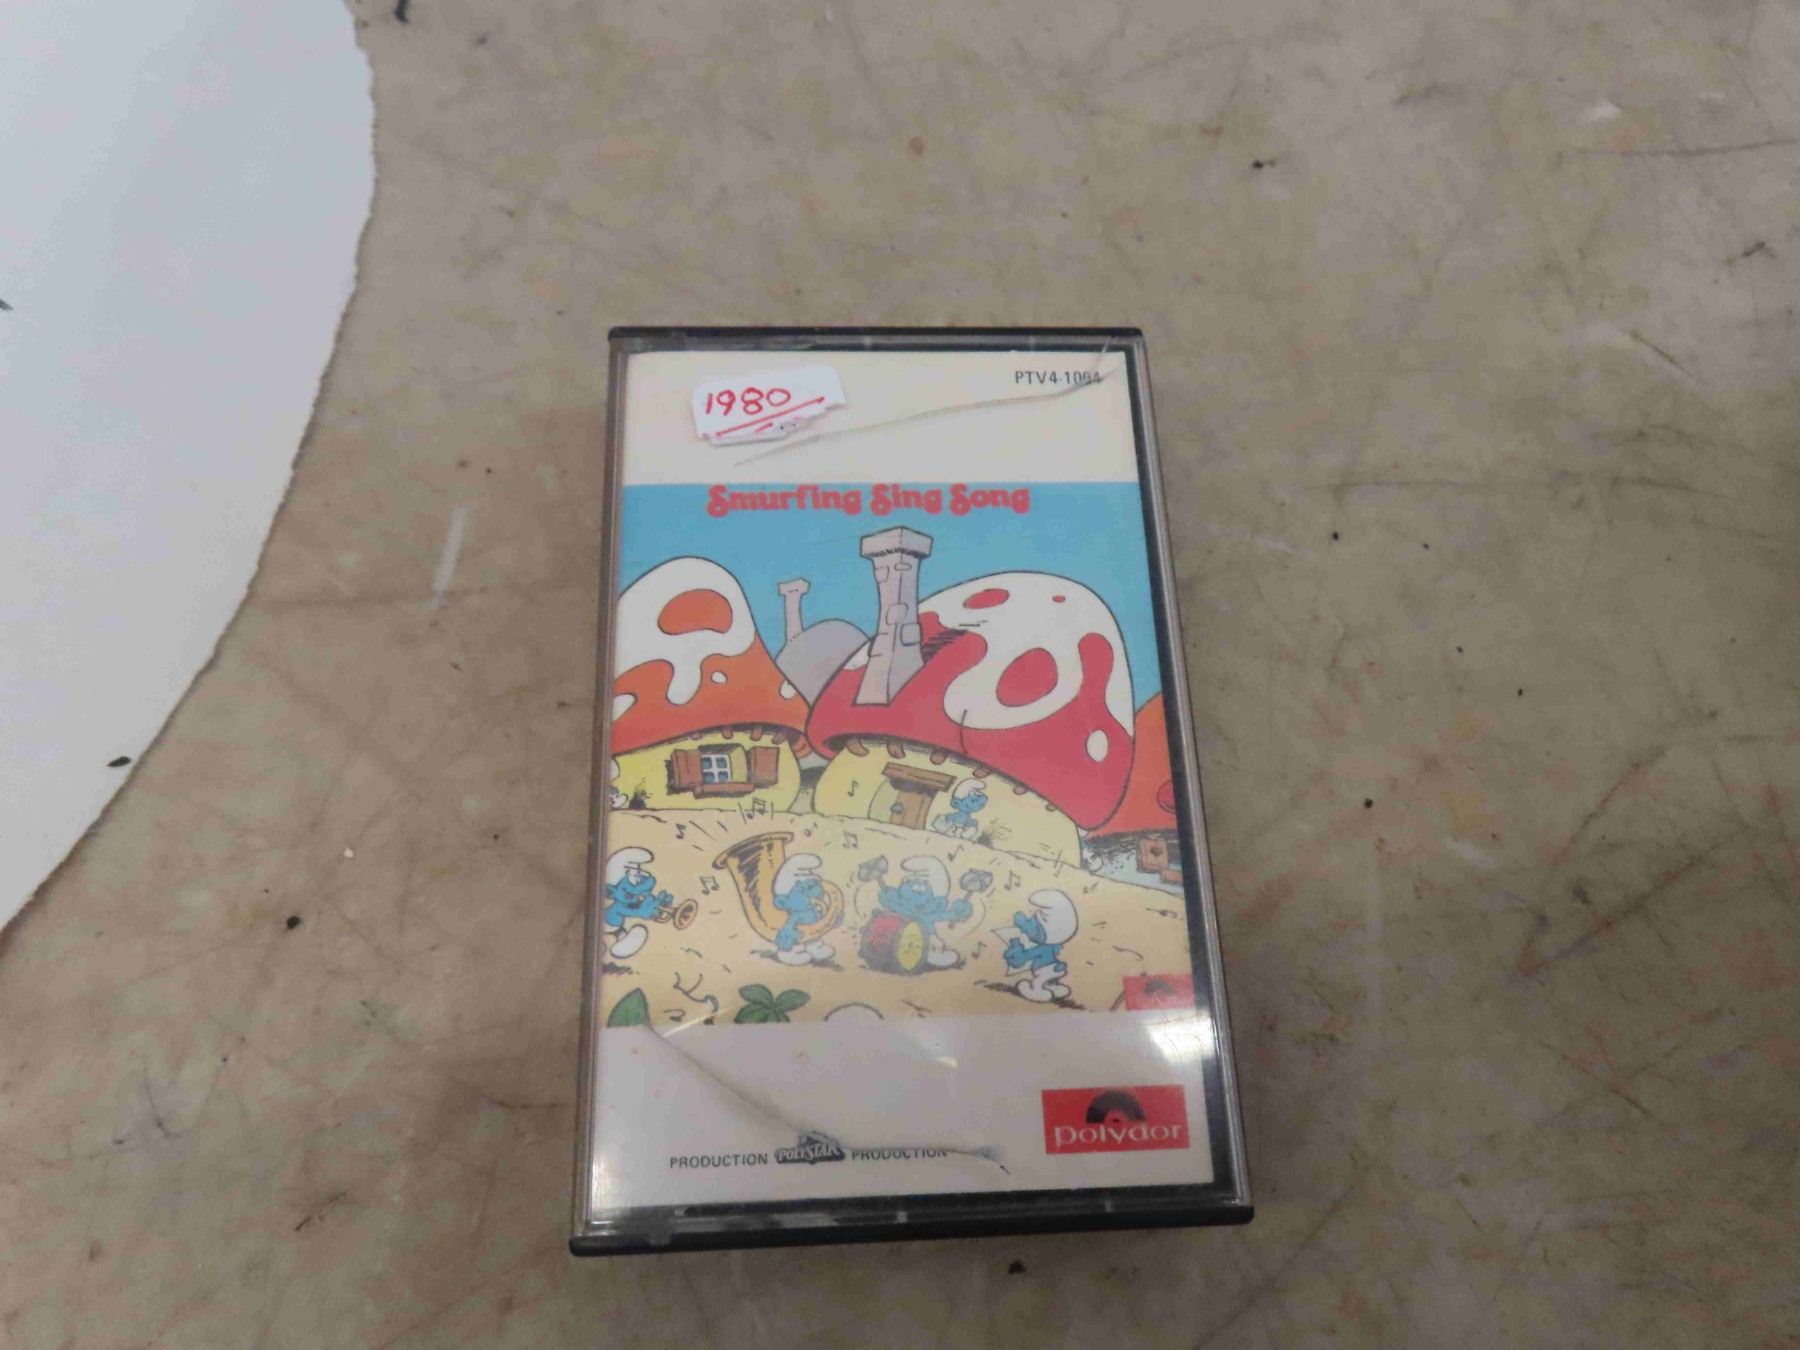 1980
PTV4-1094
Smurfing Sing Song
PRODUCTION POLYSTAR PRODUCTION
polydor